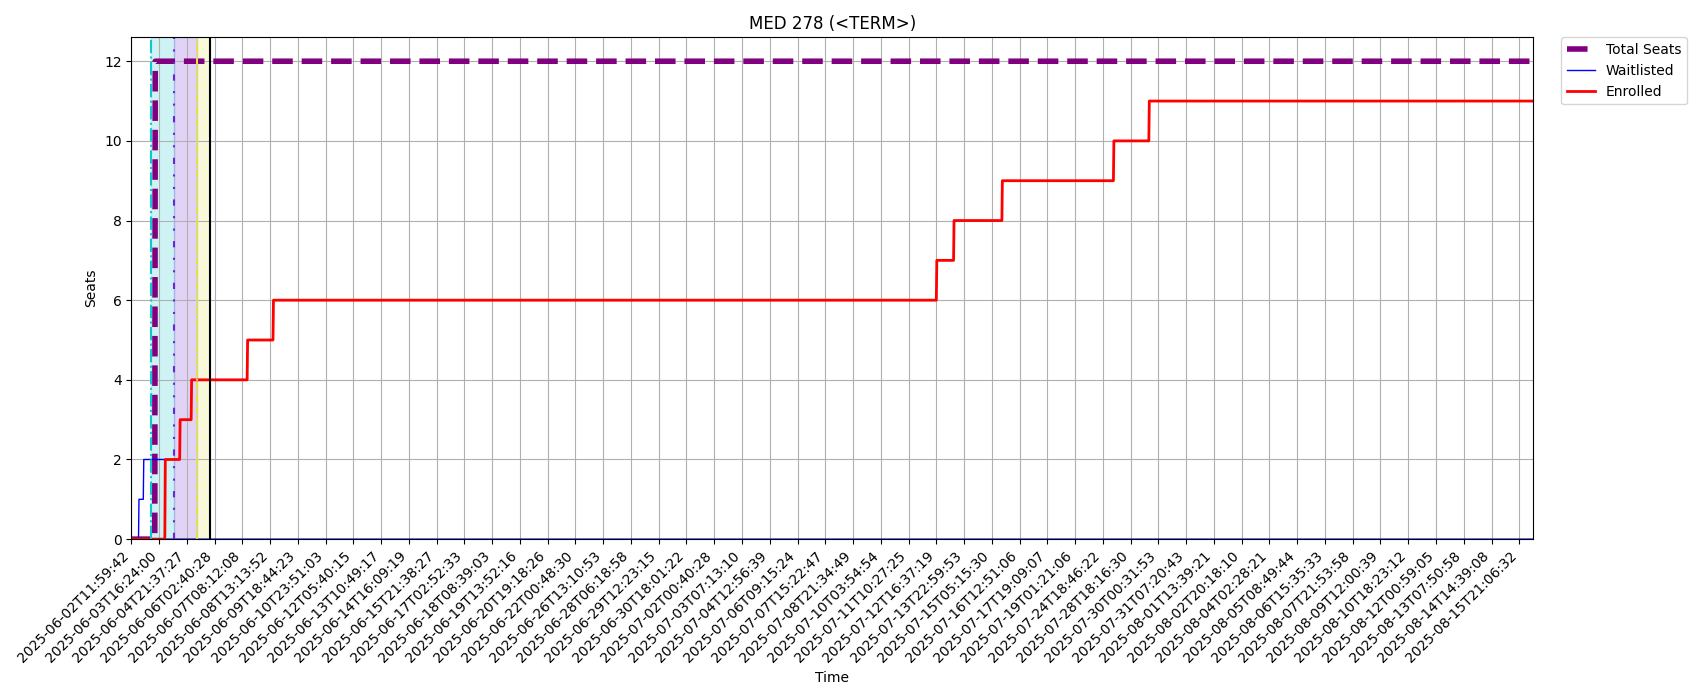 MED 278 (<TERM>)
Total Seats
Waitlisted
Enrolled
Seats
12
10
8
6
4
2
0
2025-06-02T11:59:42
2025-06-03T16:24:00
2025-06-04T21:37:27
2025-06-06T02:40:28
2025-06-07T08:12:08
2025-06-08T13:13:52
2025-06-09T18:44:23
2025-06-10T23:51:03
2025-06-12T05:40:15
2025-06-13T10:49:17
2025-06-14T16:09:19
2025-06-15T21:38:27
2025-06-17T02:52:33
2025-06-18T08:39:03
2025-06-19T13:52:16
2025-06-20T19:18:26
2025-06-22T00:48:30
2025-06-26T13:10:53
2025-06-28T06:18:58
2025-06-29T12:23:15
2025-06-30T18:01:22
2025-07-02T00:40:28
2025-07-03T07:13:10
2025-07-04T12:56:39
2025-07-06T09:15:24
2025-07-07T15:22:47
2025-07-08T21:34:49
2025-07-10T03:54:54
2025-07-11T10:27:25
2025-07-12T16:37:19
2025-07-13T22:59:53
2025-07-15T05:15:30
2025-07-16T12:51:06
2025-07-17T19:09:07
2025-07-19T01:21:06
2025-07-24T18:46:22
2025-07-28T18:16:30
2025-07-30T00:31:53
2025-07-31T07:20:43
2025-08-01T13:39:21
2025-08-02T20:18:10
2025-08-04T02:28:21
2025-08-05T08:49:44
2025-08-06T15:35:33
2025-08-07T21:53:58
2025-08-09T12:00:39
2025-08-10T18:23:12
2025-08-12T00:59:05
2025-08-13T07:50:58
2025-08-14T14:39:08
2025-08-15T21:06:32
Time